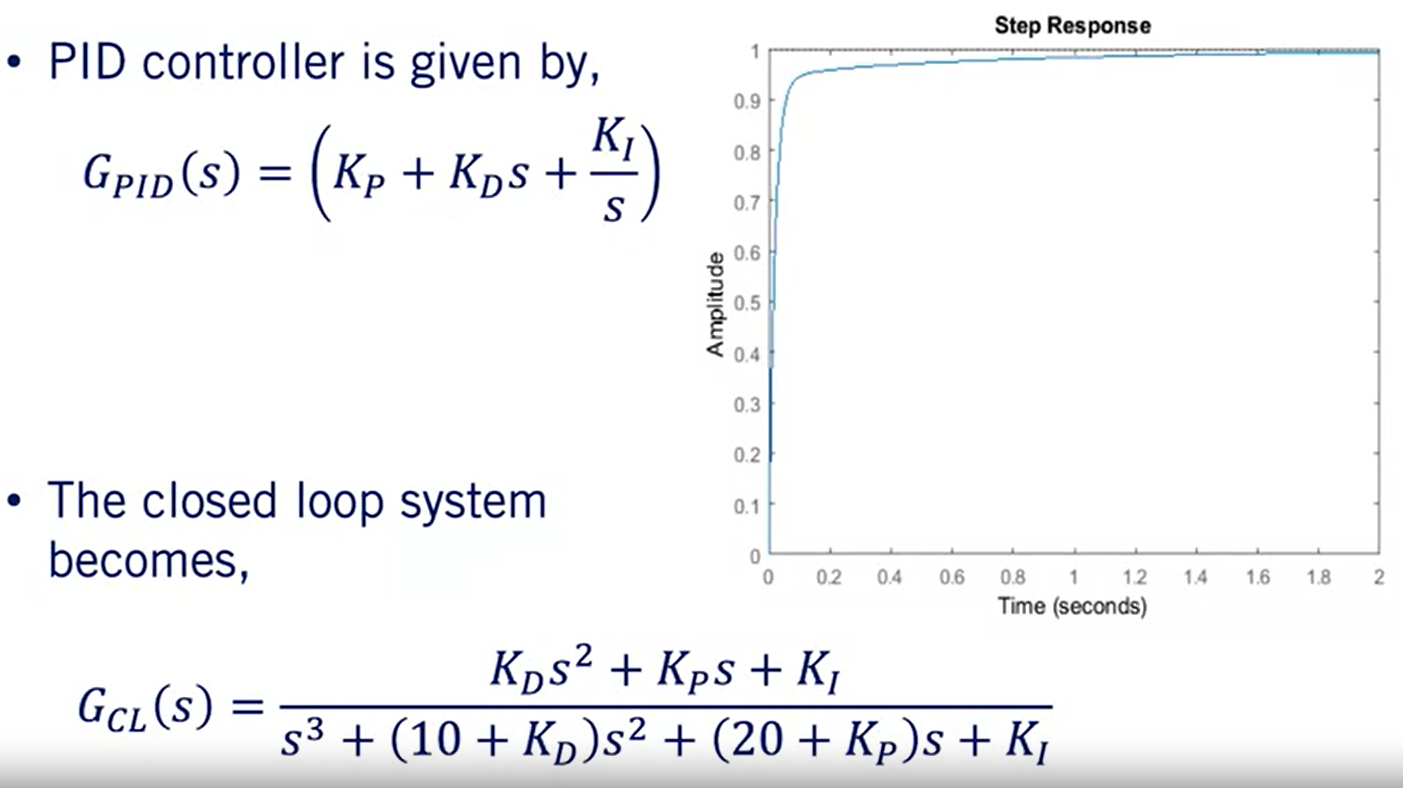 • PID controller is given by,
G_{PID}(s) = (K_P + K_D s + \frac{K_I}{s})
• The closed loop system
becomes,
G_{CL}(s) = \frac{K_D s^2 + K_P s + K_I}{s^3 + (10 + K_D)s^2 + (20 + K_P)s + K_I}
Step Response
Amplitude
1
0.9
0.8
0.7
0.6
0.5
0.4
0.3
0.2
0.1
0
0 0.2 0.4 0.6 0.8 1 1.2 1.4 1.6 1.8 2
Time (seconds)